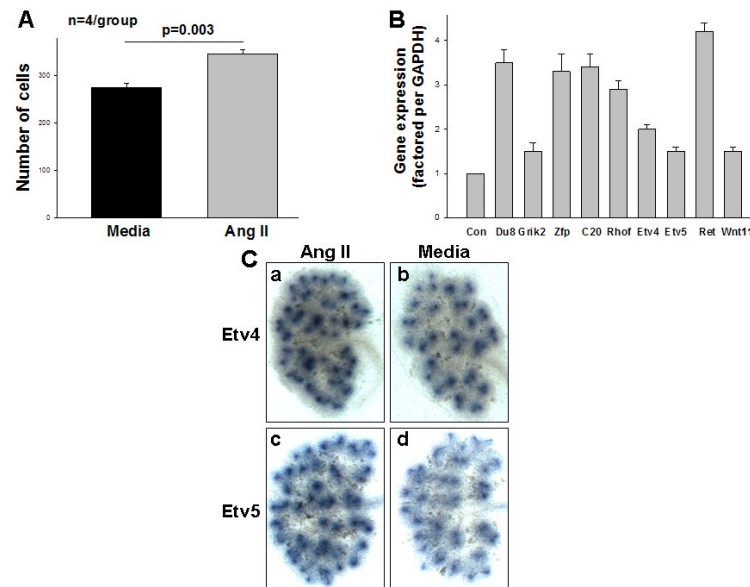 A
n=4/group
p=0.003
Number of cells
300
200
100
0
Media
Ang II
B
Gene expression
(factored per GAPDH)
4
3
2
1
0
Con Du8 Grik2 Zfp C20 Rhof Etv4 Etv5 Ret Wnt11
C
Ang II Media
a b
Etv4
c d
Etv5